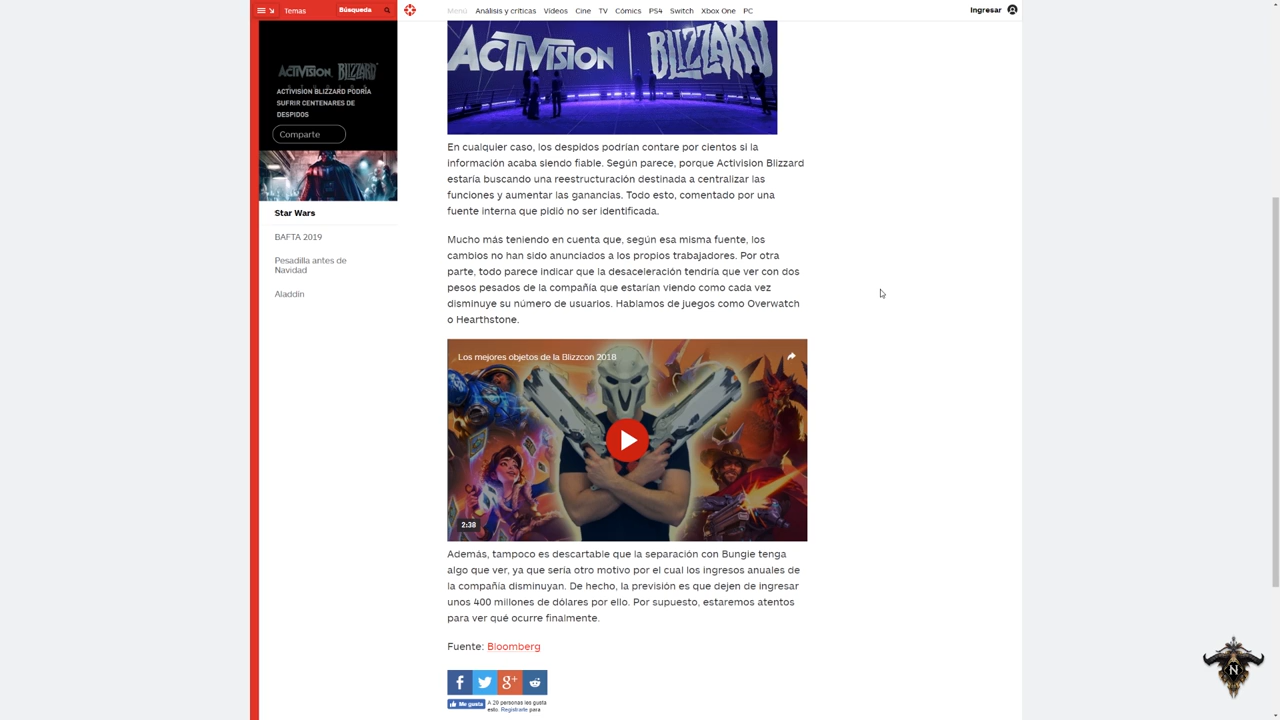 Temas
Búsqueda
Menú
Análisis y críticas
Vídeos
Cine
TV
Cómics
PS4
Switch
Xbox One
PC
Ingresar
ACTIVISION BLIZZARD
ACTIVISION BLIZZARD PODRÍA
SUFRIR CENTENARES DE
DESPIDOS
Comparte
Star Wars
BAFTA 2019
Pesadilla antes de
Navidad
Aladdin
ACTIVISION BLIZZARD
En cualquier caso, los despidos podrían contare por cientos si la
información acaba siendo fiable. Según parece, porque Activision Blizzard
estaría buscando una reestructuración destinada a centralizar las
funciones y aumentar las ganancias. Todo esto, comentado por una
fuente interna que pidió no ser identificada.
Mucho más teniendo en cuenta que, según esa misma fuente, los
cambios no han sido anunciados a los propios trabajadores. Por otra
parte, todo parece indicar que la desaceleración tendría que ver con dos
pesos pesados de la compañía que estarían viendo como cada vez
disminuye su número de usuarios. Hablamos de juegos como Overwatch
o Hearthstone.
Los mejores objetos de la Blizzcon 2018
2:38
Además, tampoco es descartable que la separación con Bungie tenga
algo que ver, ya que sería otro motivo por el cual los ingresos anuales de
la compañía disminuyan. De hecho, la previsión es que dejen de ingresar
unos 400 millones de dólares por ello. Por supuesto, estaremos atentos
para ver qué ocurre finalmente.
Fuente: Bloomberg
Me gusta
A 20 personas les gusta
esto. Regístrarte para
N